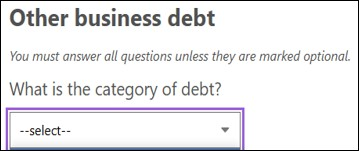 Other business debt
You must answer all questions unless they are marked optional.
What is the category of debt?
--select--